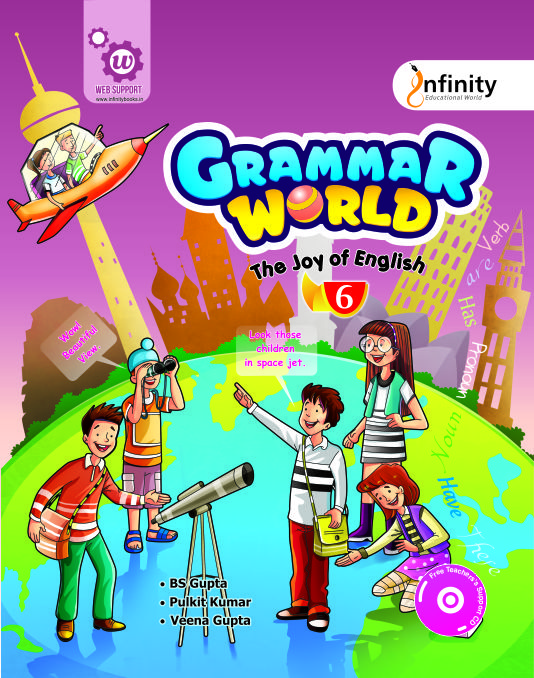 w
WEB SUPPORT
www.infinitybooks.in
infinity
Educational World
GRAMMAR
WORLD
The Joy of English
6
Wow!
Beautiful
View
Look those
children
in space jet.
are Verb
Has Pronoun
Noun
Have
There
• BS Gupta
• Pulkit Kumar
• Veena Gupta
Free Teacher's Support CD